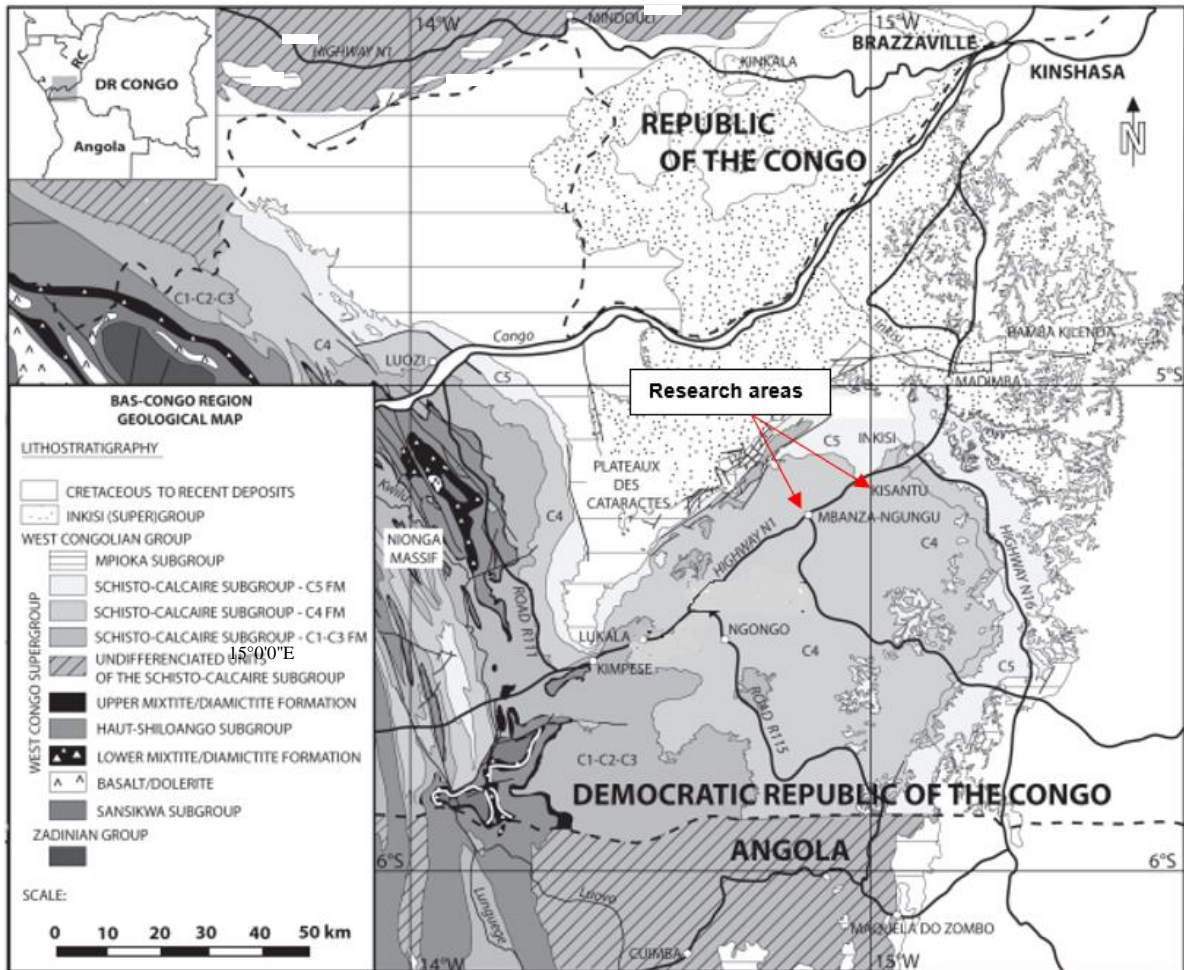 14°W
15°W
MINDOULI
HIGHWAY N1
BRAZZAVILLE
KINKALA
KINSHASA
RC
DR CONGO
Angola
REPUBLIC
OF THE CONGO
N
C1-C2-C3
C4
LUOZI
Congo
C5
Inkisi
BAMBA KILENDA
MADIMBA
5°S
Research areas
C5
INKISI
KISANTU
PLATEAUX
DES
CATARACTES
MBANZA-NGUNGU
C4
C4
Kwilu
NIONGA
MASSIF
HIGHWAY N1
HIGHWAY N16
ROAD R111
LUKALA
NGONGO
KIMPESE
C4
C5
ROAD R115
C1-C2-C3
DEMOCRATIC REPUBLIC OF THE CONGO
ANGOLA
6°S
6°S
Lunguege
Luovo
MAQUELA DO ZOMBO
CUIMBA
14°W
15°W
BAS-CONGO REGION
GEOLOGICAL MAP
LITHOSTRATIGRAPHY
CRETACEOUS TO RECENT DEPOSITS
INKISI (SUPER)GROUP
WEST CONGOLIAN GROUP
MPIOKA SUBGROUP
SCHISTO-CALCAIRE SUBGROUP - C5 FM
SCHISTO-CALCAIRE SUBGROUP - C4 FM
SCHISTO-CALCAIRE SUBGROUP - C1-C3 FM
15°0'0"E
UNDIFFERENCIATED UNITS
OF THE SCHISTO-CALCAIRE SUBGROUP
UPPER MIXTITE/DIAMICTITE FORMATION
HAUT-SHILOANGO SUBGROUP
LOWER MIXTITE/DIAMICTITE FORMATION
BASALT/DOLERITE
SANSIKWA SUBGROUP
ZADINIAN GROUP
WEST CONGO SUPERGROUP
SCALE:
0 10 20 30 40 50 km